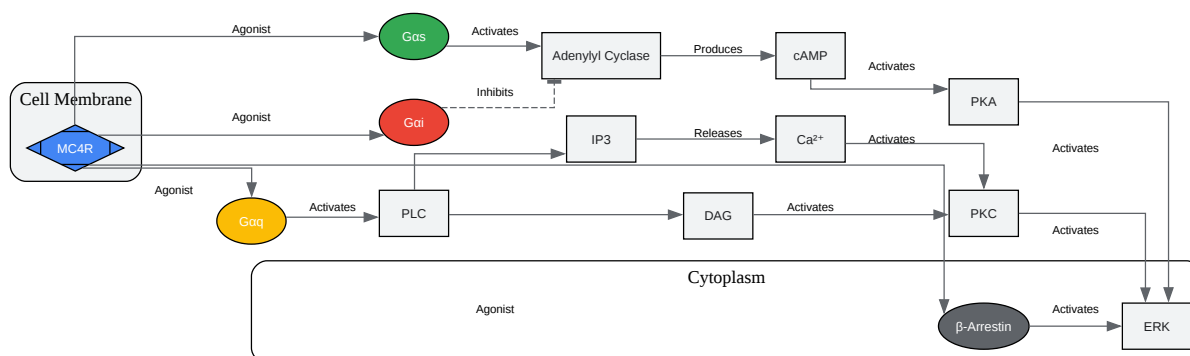 Agonist
Gαs
Activates
Adenylyl Cyclase
Produces
cAMP
Activates
PKA
Cell Membrane
MC4R
Agonist
Gαi
Inhibits
IP3
Releases
Ca²⁺
Activates
Activates
Agonist
Gαq
Activates
PLC
DAG
Activates
PKC
Activates
Cytoplasm
Agonist
β-Arrestin
Activates
ERK